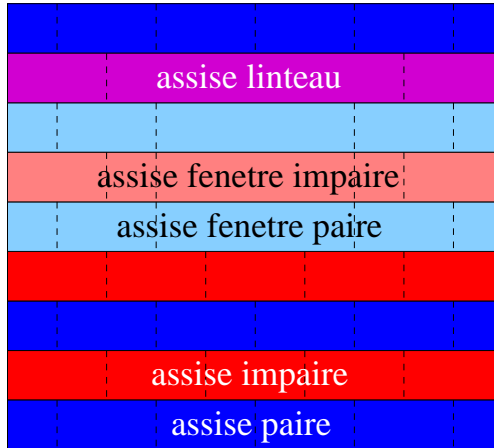 assise linteau
assise fenetre impaire
assise fenetre paire
assise impaire
assise paire